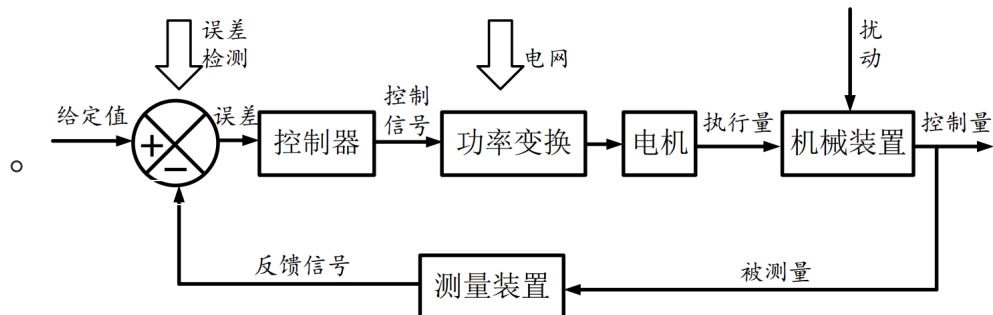 误差
检测
电网
扰
动
给定值
误差
控制
信号
执行量
控制量
+
控制器
功率变换
电机
机械装置
−
。
反馈信号
测量装置
被测量